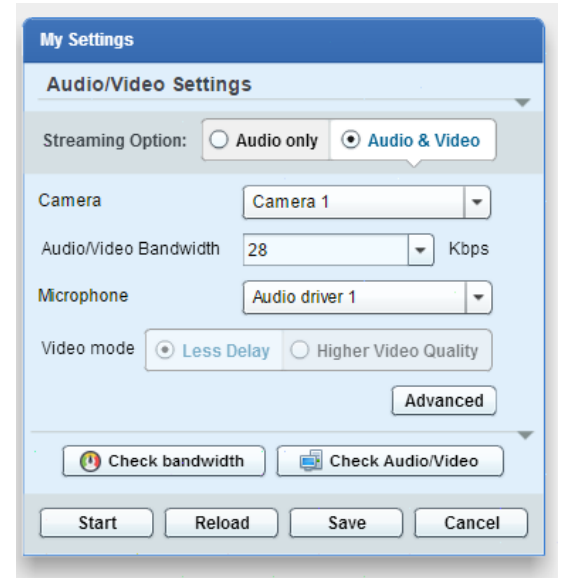 My Settings
Audio/Video Settings
Streaming Option: Audio only Audio & Video
Camera Camera 1
Audio/Video Bandwidth 28 Kbps
Microphone Audio driver 1
Video mode Less Delay Higher Video Quality
Advanced
Check bandwidth Check Audio/Video
Start Reload Save Cancel